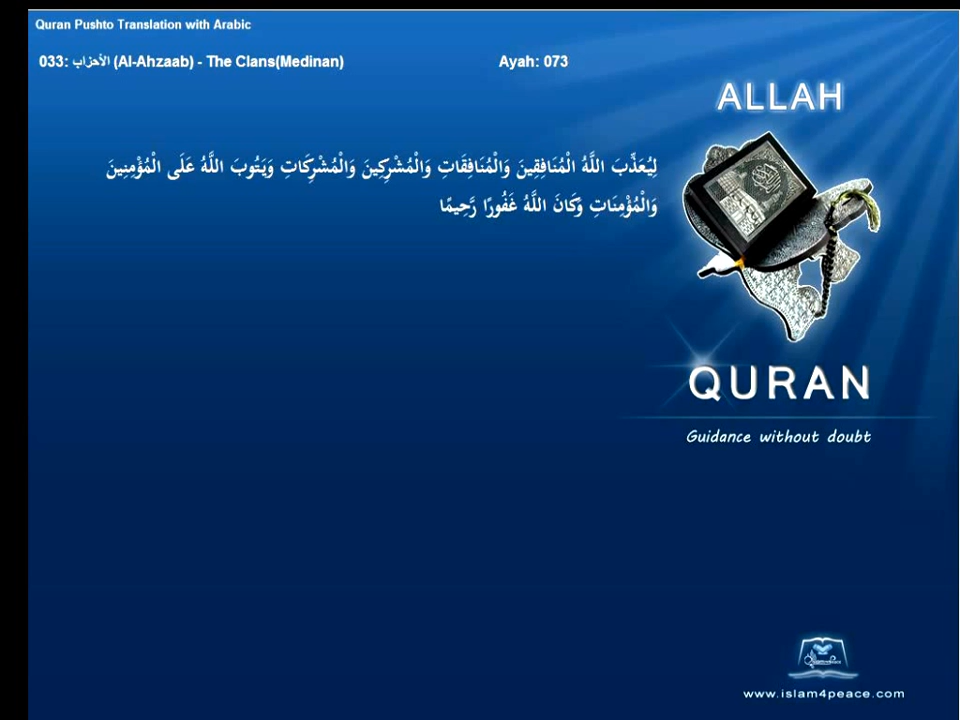 Quran Pushto Translation with Arabic
033: الأحزاب (Al-Ahzaab) - The Clans(Medinan) Ayah: 073
ALLAH
لِيُعَذِّبَ اللَّهُ الْمُنَافِقِينَ وَالْمُنَافِقَاتِ وَالْمُشْرِكِينَ وَالْمُشْرِكَاتِ وَيَتُوبَ اللَّهُ عَلَى الْمُؤْمِنِينَ
وَالْمُؤْمِنَاتِ وَكَانَ اللَّهُ غَفُورًا رَّحِيمًا
QURAN
Guidance without doubt
www.islam4peace.com